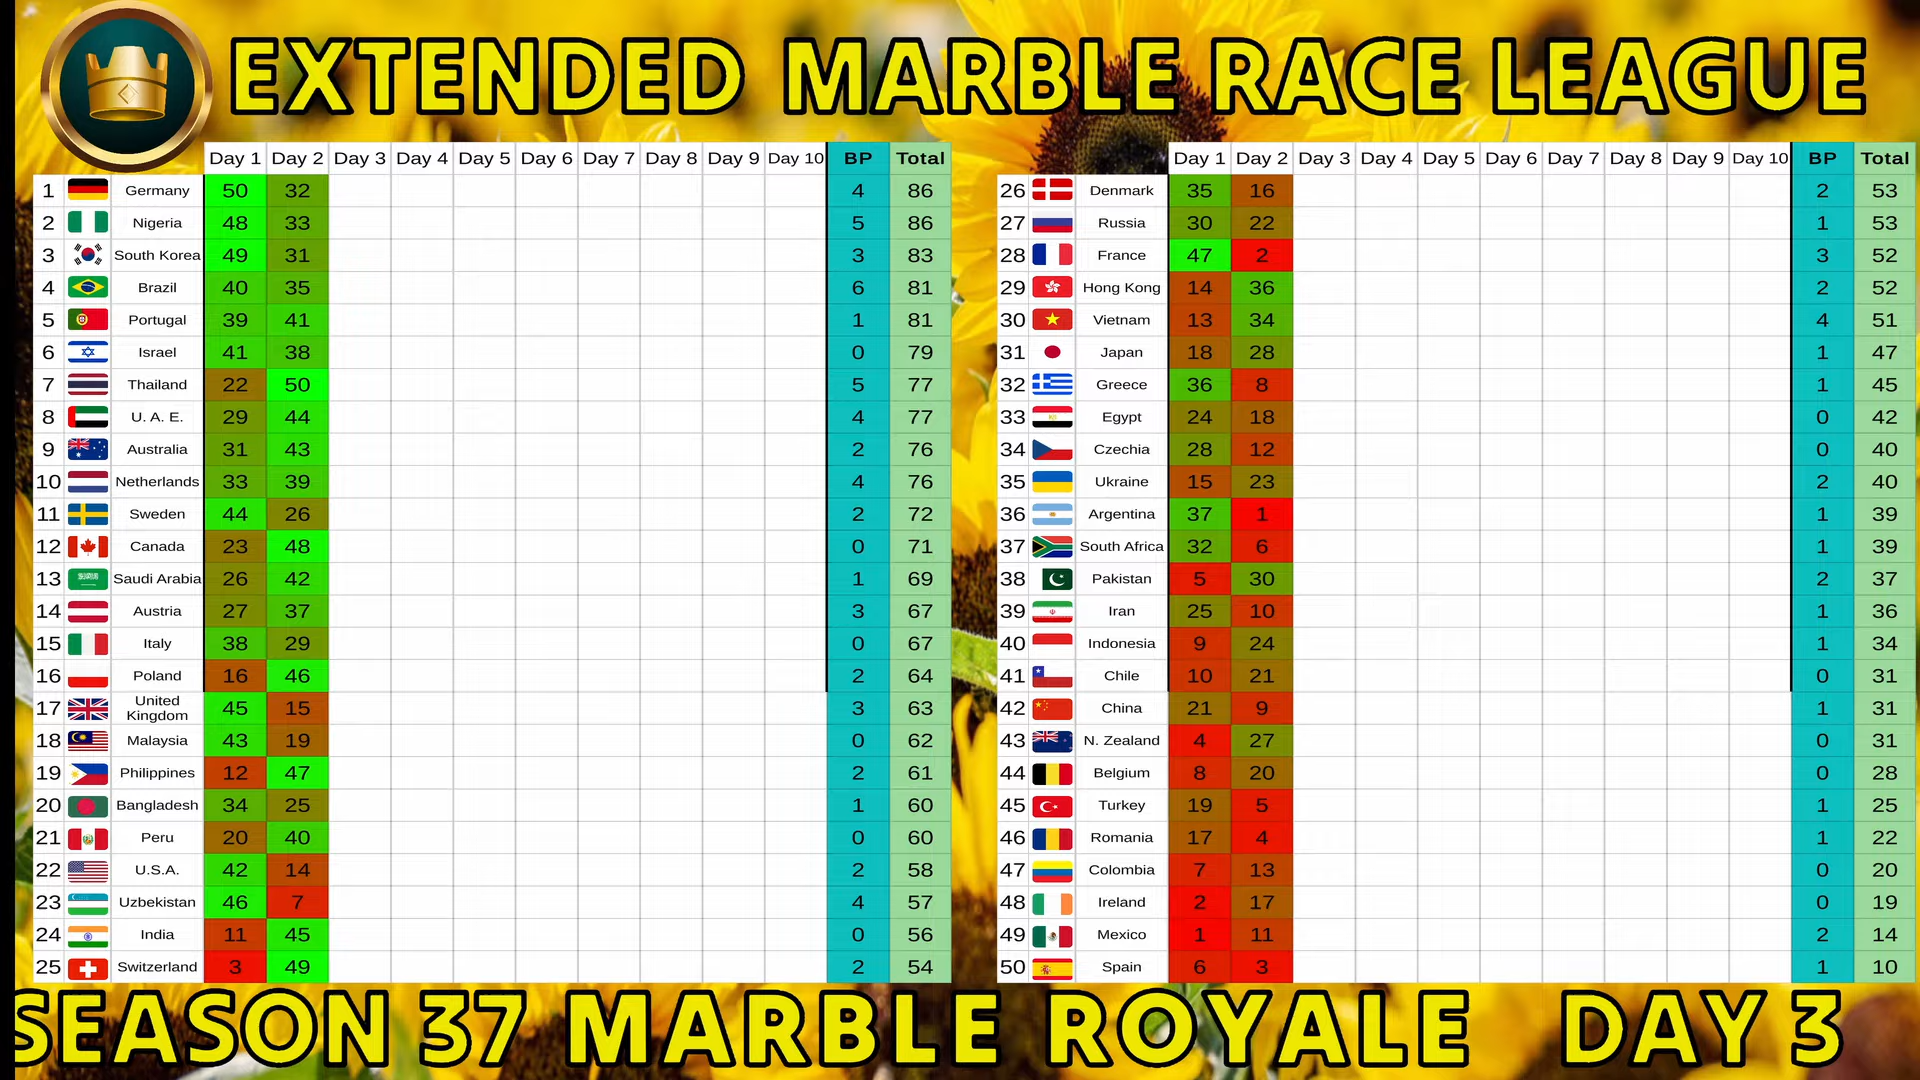 EXTENDED MARBLE RACE LEAGUE
Day 1 Day 2 Day 3 Day 4 Day 5 Day 6 Day 7 Day 8 Day 9 Day 10 BP Total
1 Germany 50 32 4 86
2 Nigeria 48 33 5 86
3 South Korea 49 31 3 83
4 Brazil 40 35 6 81
5 Portugal 39 41 1 81
6 Israel 41 38 0 79
7 Thailand 22 50 5 77
8 U. A. E. 29 44 4 77
9 Australia 31 43 2 76
10 Netherlands 33 39 4 76
11 Sweden 44 26 2 72
12 Canada 23 48 0 71
13 Saudi Arabia 26 42 1 69
14 Austria 27 37 3 67
15 Italy 38 29 0 67
16 Poland 16 46 2 64
17 United Kingdom 45 15 3 63
18 Malaysia 43 19 0 62
19 Philippines 12 47 2 61
20 Bangladesh 34 25 1 60
21 Peru 20 40 0 60
22 U.S.A. 42 14 2 58
23 Uzbekistan 46 7 4 57
24 India 11 45 0 56
25 Switzerland 3 49 2 54
Day 1 Day 2 Day 3 Day 4 Day 5 Day 6 Day 7 Day 8 Day 9 Day 10 BP Total
26 Denmark 35 16 2 53
27 Russia 30 22 1 53
28 France 47 2 3 52
29 Hong Kong 14 36 2 52
30 Vietnam 13 34 4 51
31 Japan 18 28 1 47
32 Greece 36 8 1 45
33 Egypt 24 18 0 42
34 Czechia 28 12 0 40
35 Ukraine 15 23 2 40
36 Argentina 37 1 1 39
37 South Africa 32 6 1 39
38 Pakistan 5 30 2 37
39 Iran 25 10 1 36
40 Indonesia 9 24 1 34
41 Chile 10 21 0 31
42 China 21 9 1 31
43 N. Zealand 4 27 0 31
44 Belgium 8 20 0 28
45 Turkey 19 5 1 25
46 Romania 17 4 1 22
47 Colombia 7 13 0 20
48 Ireland 2 17 0 19
49 Mexico 1 11 2 14
50 Spain 6 3 1 10
SEASON 37 MARBLE ROYALE DAY 3